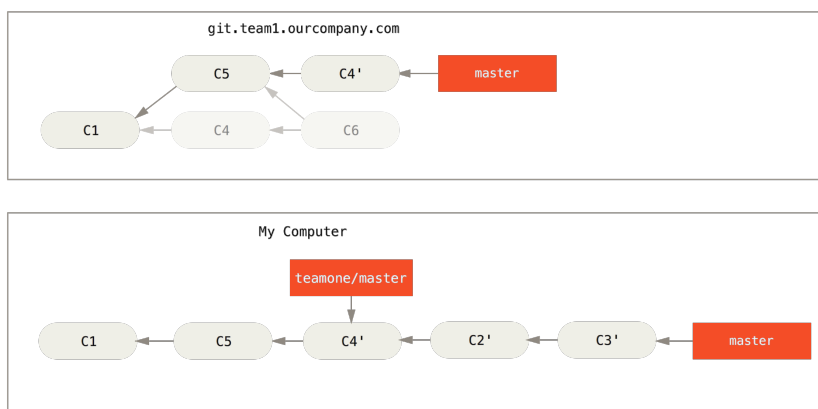 git.team1.ourcompany.com
C5
C4'
master
C1
C4
C6
My Computer
teamone/master
C1
C5
C4'
C2'
C3'
master